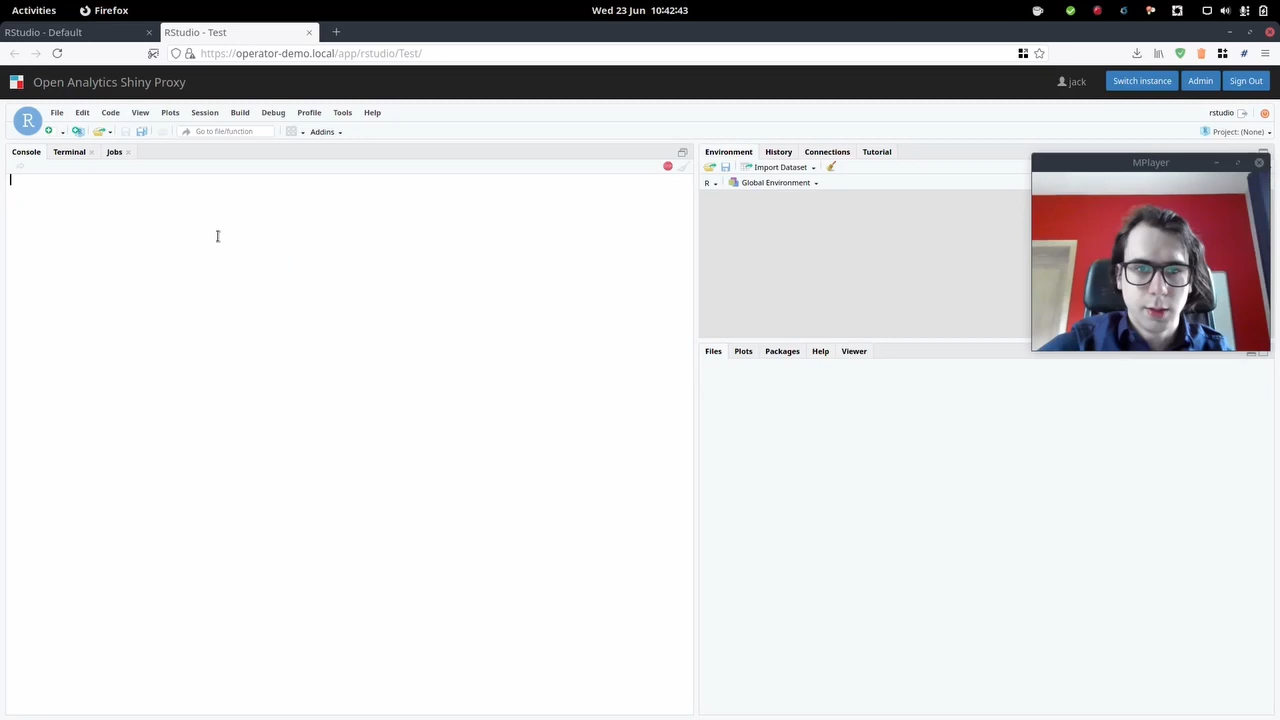 Activities
Firefox
Wed 23 Jun 10:42:43
RStudio - Default
RStudio - Test
https://operator-demo.local/app/rstudio/Test/
Open Analytics Shiny Proxy
jack
Switch instance
Admin
Sign Out
R
File Edit Code View Plots Session Build Debug Profile Tools Help
rstudio
Go to file/function
Addins
Project: (None)
Console Terminal Jobs
Environment History Connections Tutorial
Import Dataset
R Global Environment
MPlayer
Files Plots Packages Help Viewer